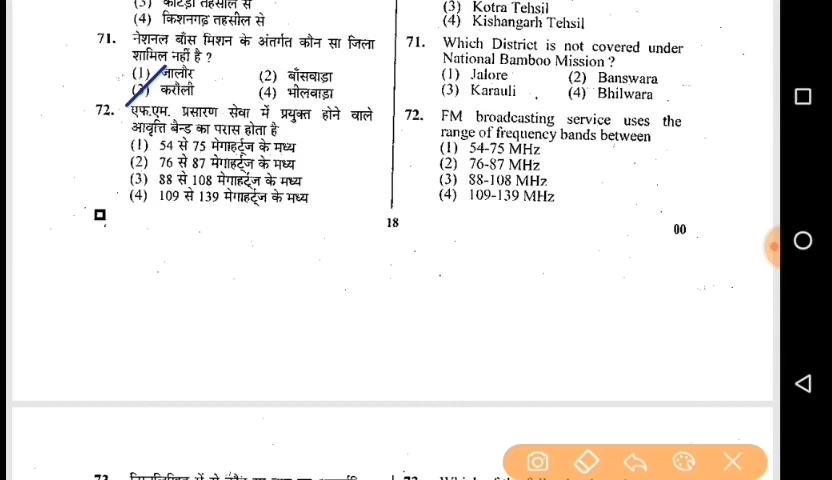 (3) कोटड़ा तहसील से
(4) किशनगढ़ तहसील से
71. नेशनल बाँस मिशन के अंतर्गत कौन सा जिला
शामिल नहीं है ?
(1) जालौर (2) बाँसवाड़ा
(3) करौली (4) भीलवाड़ा
72. एफ.एम. प्रसारण सेवा में प्रयुक्त होने वाले
आवृत्ति बैन्ड का परास होता है
(1) 54 से 75 मेगाहर्ट्ज के मध्य
(2) 76 से 87 मेगाहर्ट्ज के मध्य
(3) 88 से 108 मेगाहर्ट्ज के मध्य
(4) 109 से 139 मेगाहर्ट्ज के मध्य
(3) Kotra Tehsil
(4) Kishangarh Tehsil
71. Which District is not covered under
National Bamboo Mission ?
(1) Jalore (2) Banswara
(3) Karauli (4) Bhilwara
72. FM broadcasting service uses the
range of frequency bands between
(1) 54-75 MHz
(2) 76-87 MHz
(3) 88-108 MHz
(4) 109-139 MHz
18
00